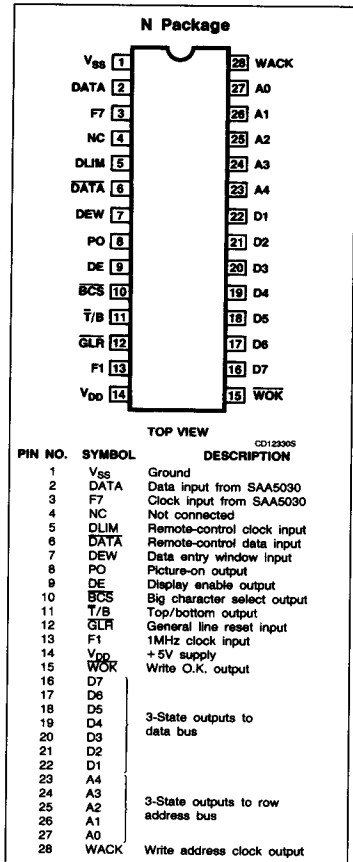 N Package
V̅SS 1 28 WACK
DATA 2 27 A0
F7 3 26 A1
NC 4 25 A2
DLIM 5 24 A3
D̅A̅T̅A̅ 6 23 A4
DEW 7 22 D1
PO 8 21 D2
DE 9 20 D3
B̅C̅S̅ 10 19 D4
T̅/B 11 18 D5
G̅L̅R̅ 12 17 D6
F1 13 16 D7
VDD 14 15 W̅O̅K̅
TOP VIEW
CD12330S
PIN NO. SYMBOL DESCRIPTION
1 VSS Ground
2 DATA Data input from SAA5030
3 F7 Clock input from SAA5030
4 NC Not connected
5 DLIM Remote-control clock input
6 D̅A̅T̅A̅ Remote-control data input
7 DEW Data entry window input
8 PO Picture-on output
9 DE Display enable output
10 B̅C̅S̅ Big character select output
11 T̅/B Top/bottom output
12 G̅L̅R̅ General line reset input
13 F1 1MHz clock input
14 VDD +5V supply
15 W̅O̅K̅ Write O.K. output
16 D7
17 D6
18 D5
19 D4 3-State outputs to
20 D3 data bus
21 D2
22 D1
23 A4
24 A3
25 A2 3-State outputs to row
26 A1 address bus
27 A0
28 WACK Write address clock output